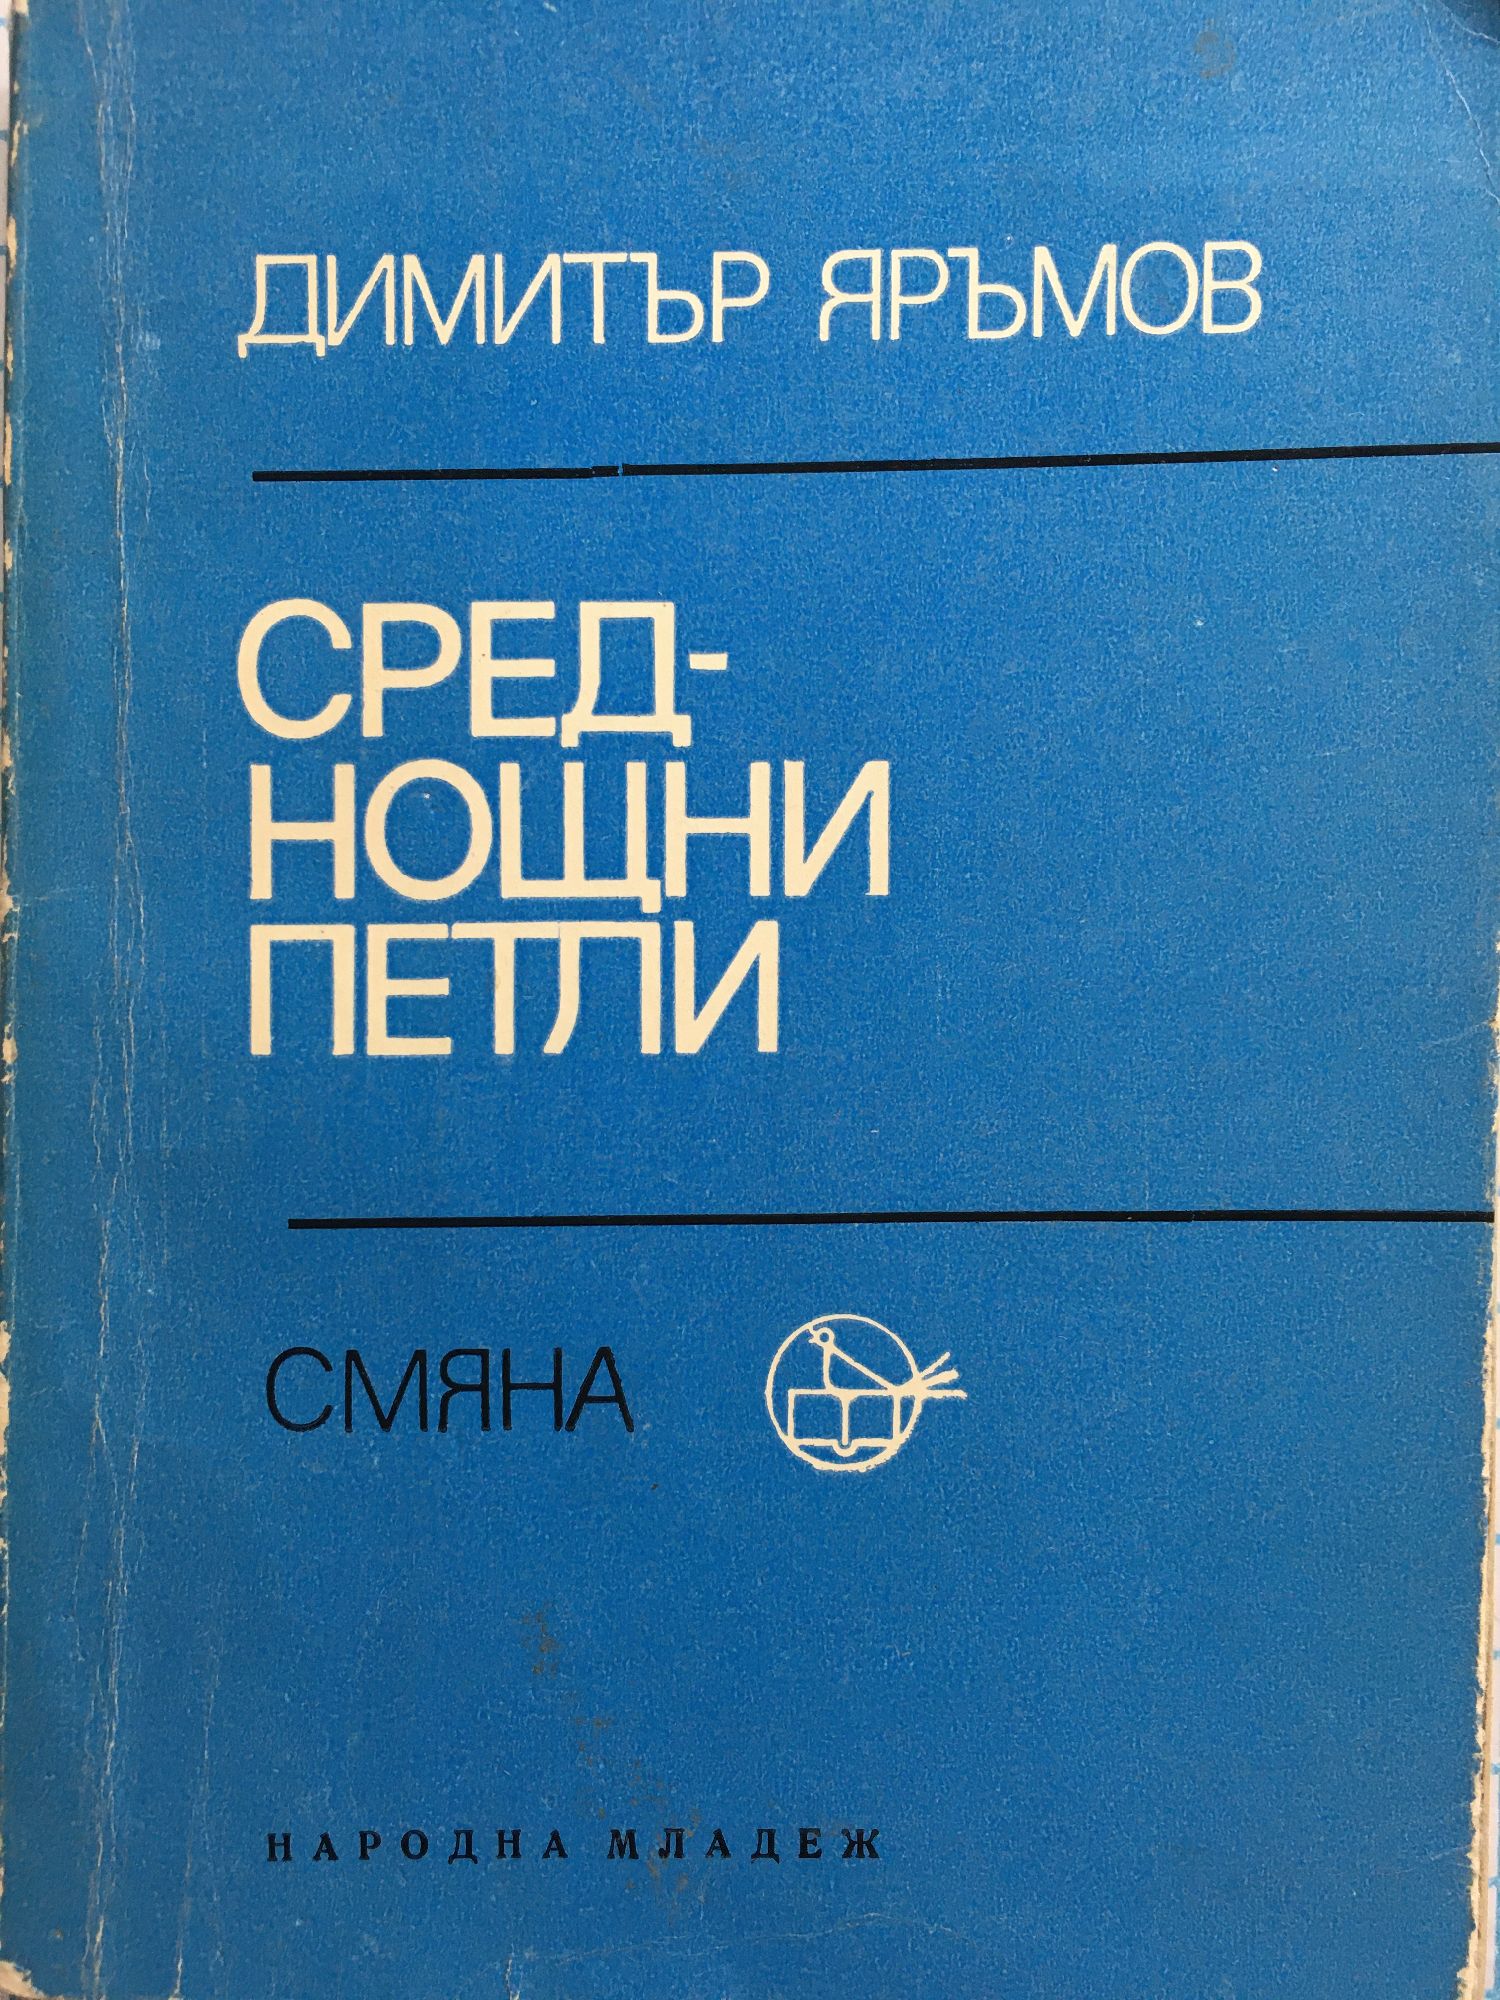 ДИМИТЪР ЯРЪМОВ
СРЕД-
НОЩНИ
ПЕТЛИ
СМЯНА
НАРОДНА МЛАДЕЖ